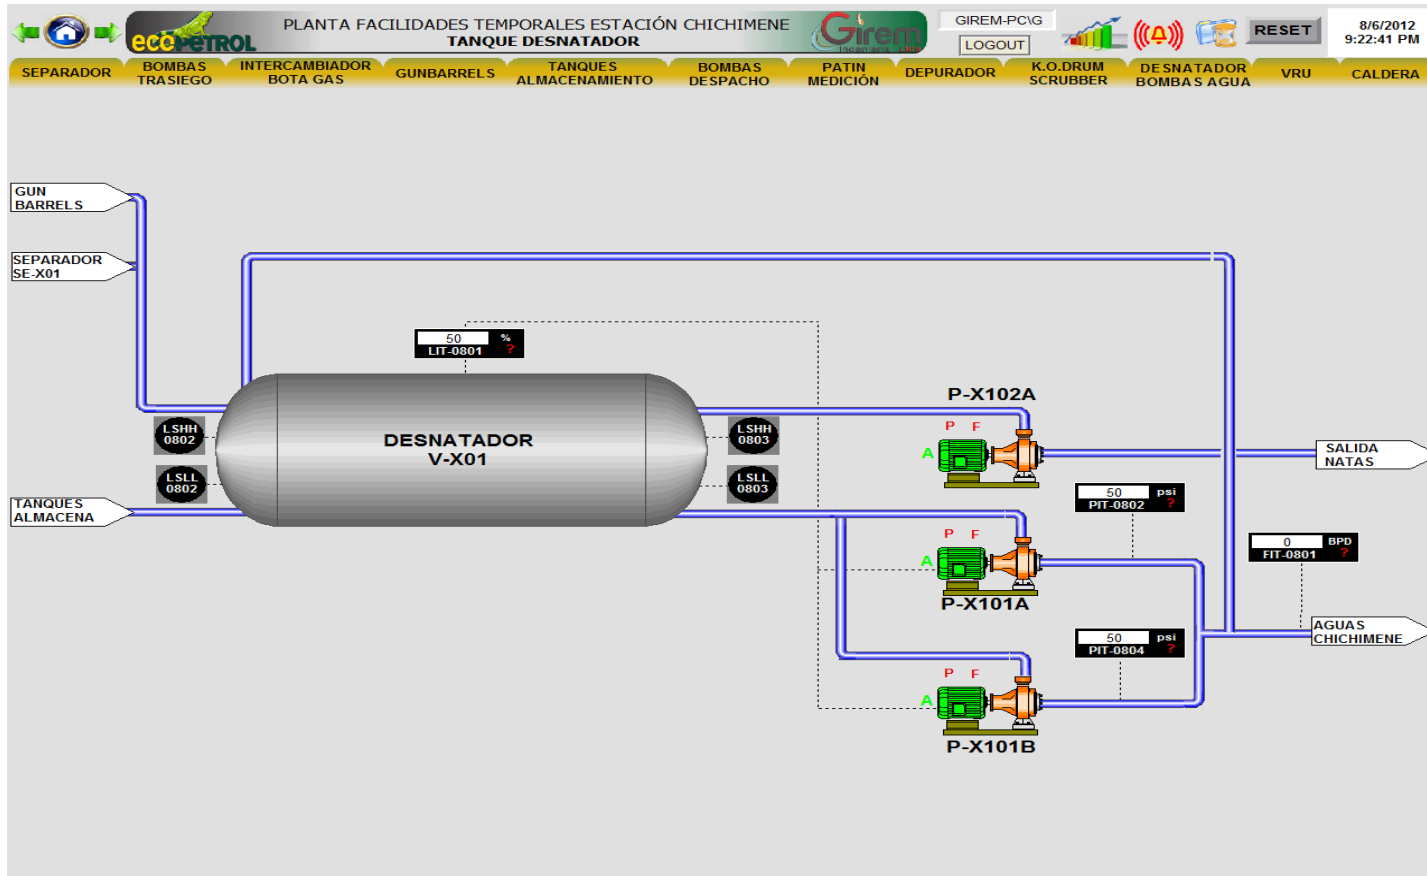 PLANTA FACILIDADES TEMPORALES ESTACIÓN CHICHIMENE
TANQUE DESNATADOR
ecopetrol
Girem
GIREM-PC\G
LOGOUT
RESET
8/6/2012
9:22:41 PM
SEPARADOR
BOMBAS
TRASIEGO
INTERCAMBIADOR
BOTA GAS
GUNBARRELS
TANQUES
ALMACENAMIENTO
BOMBAS
DESPACHO
PATIN
MEDICIÓN
DEPURADOR
K.O.DRUM
SCRUBBER
DESNATADOR
BOMBAS AGUA
VRU
CALDERA
GUN
BARRELS
SEPARADOR
SE-X01
50 %
LIT-0801 ?
LSHH
0802
LSLL
0802
DESNATADOR
V-X01
LSHH
0803
LSLL
0803
TANQUES
ALMACENA
P-X102A
P F
A
SALIDA
NATAS
50 psi
PIT-0802 ?
P F
A
P-X101A
0 BPD
FIT-0801 ?
AGUAS
CHICHIMENE
50 psi
PIT-0804 ?
P F
A
P-X101B